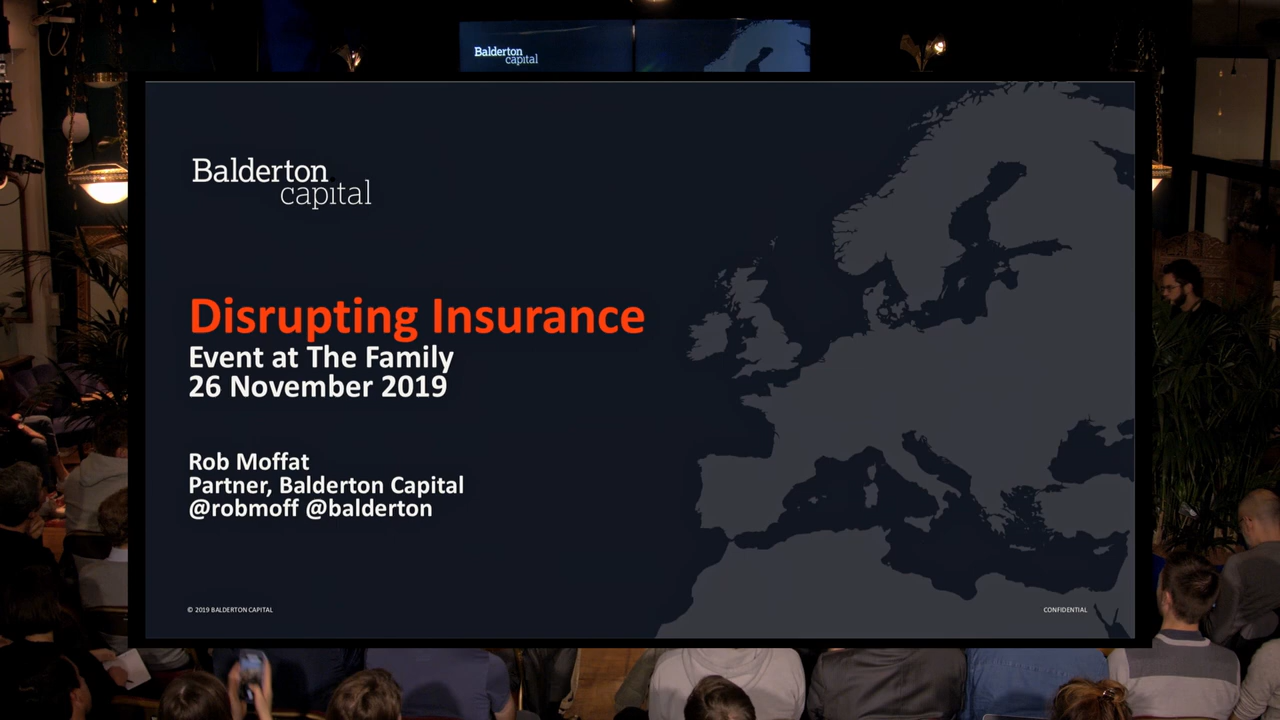 Balderton
capital
Balderton
capital
Disrupting Insurance
Event at The Family
26 November 2019
Rob Moffat
Partner, Balderton Capital
@robmoff @balderton
© 2019 BALDERTON CAPITAL
CONFIDENTIAL